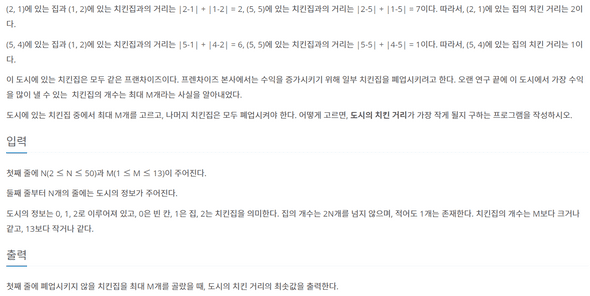 (2, 1)에 있는 집과 (1, 2)에 있는 치킨집과의 거리는 |2-1| + |1-2| = 2, (5, 5)에 있는 치킨집과의 거리는 |2-5| + |1-5| = 7이다. 따라서, (2, 1)에 있는 집의 치킨 거리는 2이
다.
(5, 4)에 있는 집과 (1, 2)에 있는 치킨집과의 거리는 |5-1| + |4-2| = 6, (5, 5)에 있는 치킨집과의 거리는 |5-5| + |4-5| = 1이다. 따라서, (5, 4)에 있는 집의 치킨 거리는 1이
다.
이 도시에 있는 치킨집은 모두 같은 프랜차이즈이다. 프렌차이즈 본사에서는 수익을 증가시키기 위해 일부 치킨집을 폐업시키려고 한다. 오랜 연구 끝에 이 도시에서 가장 수익
을 많이 낼 수 있는 치킨집의 개수는 최대 M개라는 사실을 알아내었다.
도시에 있는 치킨집 중에서 최대 M개를 고르고, 나머지 치킨집은 모두 폐업시켜야 한다. 어떻게 고르면, 도시의 치킨 거리가 가장 작게 될지 구하는 프로그램을 작성하시오.
입력
첫째 줄에 N(2 ≤ N ≤ 50)과 M(1 ≤ M ≤ 13)이 주어진다.
둘째 줄부터 N개의 줄에는 도시의 정보가 주어진다.
도시의 정보는 0, 1, 2로 이루어져 있고, 0은 빈 칸, 1은 집, 2는 치킨집을 의미한다. 집의 개수는 2N개를 넘지 않으며, 적어도 1개는 존재한다. 치킨집의 개수는 M보다 크거나
같고, 13보다 작거나 같다.
출력
첫째 줄에 폐업시키지 않을 치킨집을 최대 M개를 골랐을 때, 도시의 치킨 거리의 최솟값을 출력한다.